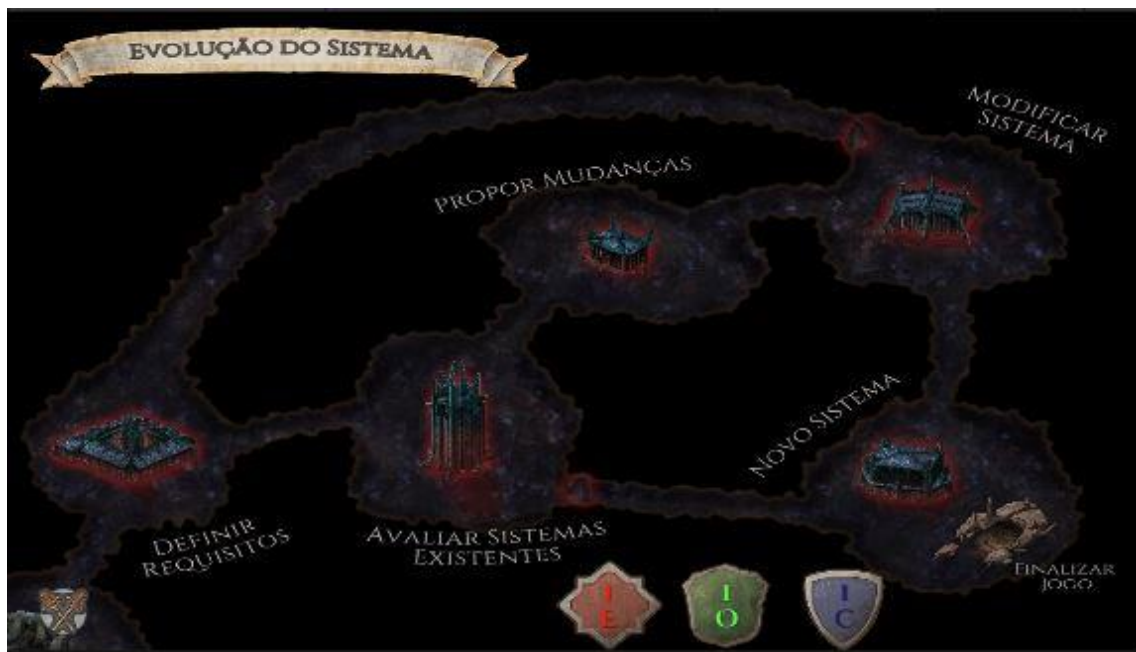 Evolução do Sistema
Modificar
Sistema
Propor Mudanças
Novo Sistema
Definir
Requisitos
Avaliar Sistemas
Existentes
Finalizar
Jogo
I
E
I
O
I
C